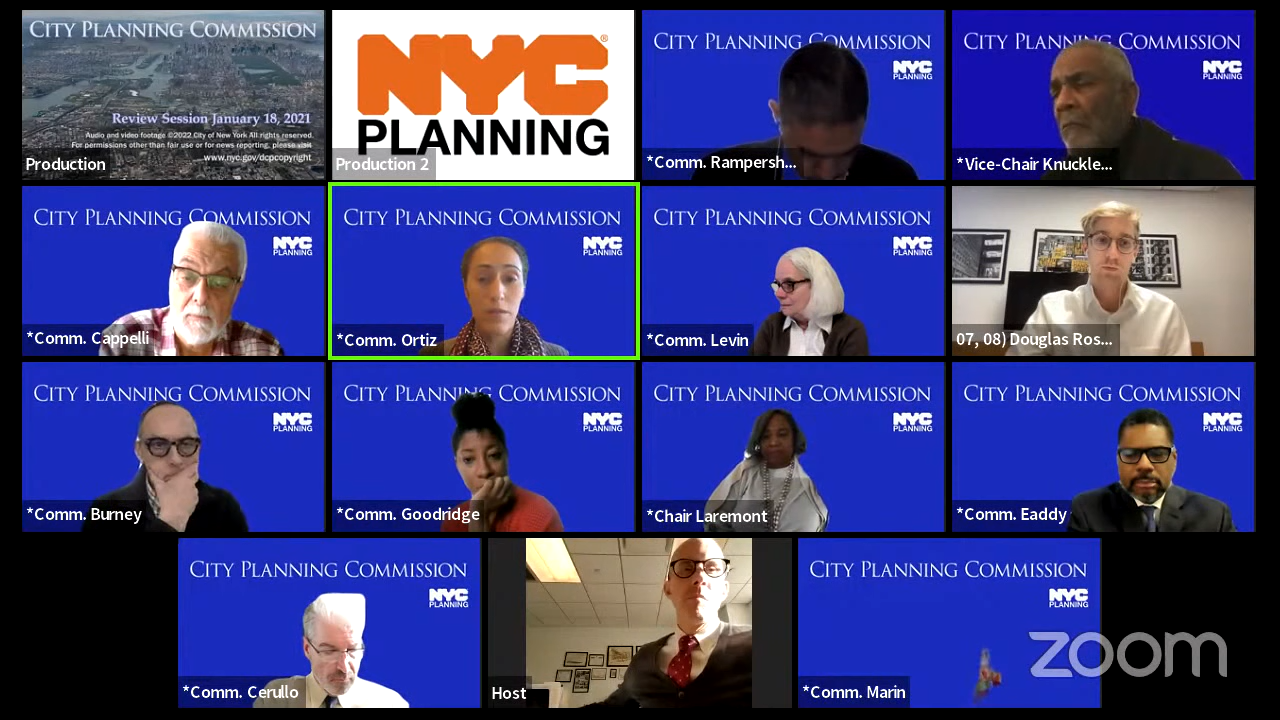 CITY PLANNING COMMISSION
Review Session January 18, 2021
Audio and video footage ©2022 City of New York All rights reserved.
For permissions other than fair use or for news reporting, please visit
www.nyc.gov/dcpcopyright
Production
NYC®
PLANNING
Production 2
CITY PLANNING COMMISSION
NYC
PLANNING
*Comm. Rampersh...
CITY PLANNING COMMISSION
NYC
PLANNING
*Vice-Chair Knuckle...
CITY PLANNING COMMISSION
NYC
PLANNING
*Comm. Cappelli
CITY PLANNING COMMISSION
NYC
PLANNING
*Comm. Ortiz
CITY PLANNING COMMISSION
NYC
PLANNING
*Comm. Levin
07, 08) Douglas Ros...
CITY PLANNING COMMISSION
NYC
PLANNING
*Comm. Burney
CITY PLANNING COMMISSION
NYC
PLANNING
*Comm. Goodridge
CITY PLANNING COMMISSION
NYC
PLANNING
*Chair Laremont
CITY PLANNING COMMISSION
NYC
PLANNING
*Comm. Eaddy
CITY PLANNING COMMISSION
NYC
PLANNING
*Comm. Cerullo
Host
CITY PLANNING COMMISSION
NYC
PLANNING
*Comm. Marin
zoom